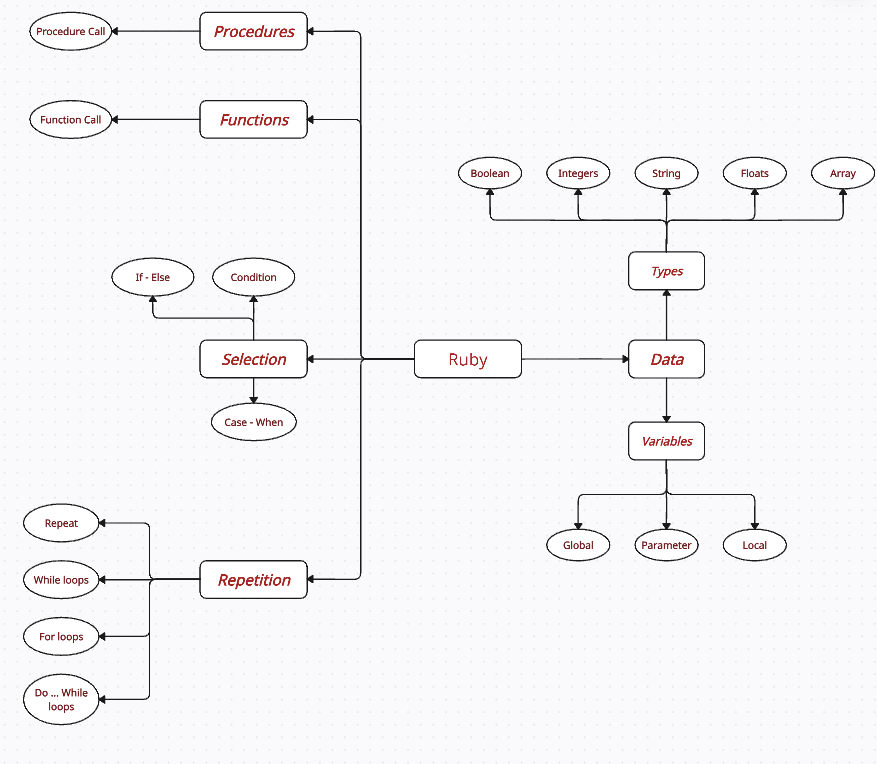 Procedure Call
Procedures
Function Call
Functions
Boolean
Integers
String
Floats
Array
If - Else
Condition
Types
Selection
Ruby
Data
Case - When
Variables
Repeat
Global
Parameter
Local
While loops
Repetition
For loops
Do ... While
loops